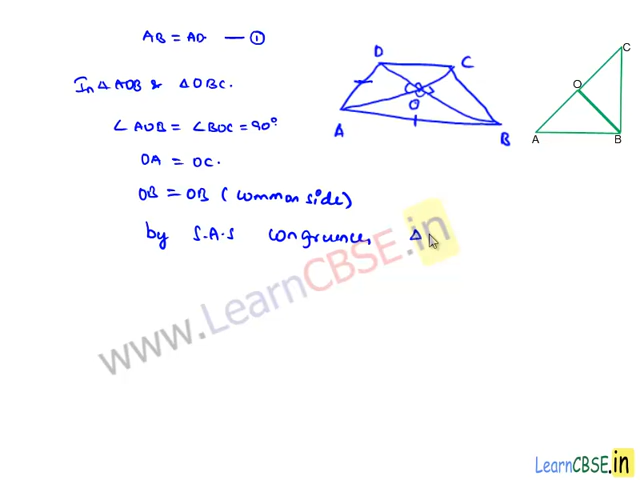 AB = AD — ①
In Δ AOB & Δ OBC.
∠ AOB = ∠ BOC = 90°
OA = OC.
OB = OB ( common side)
by S.A.S congruence, Δ
D
C
O
A
B
C
O
A
B
www.LearnCBSE.in
LearnCBSE.in